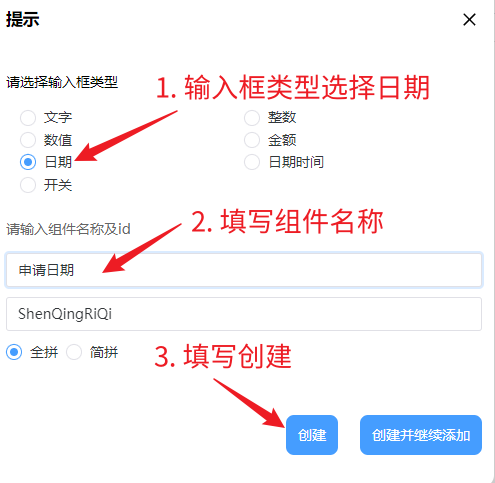 提示
请选择输入框类型
1. 输入框类型选择日期
文字 整数
数值 金额
日期 日期时间
开关
请输入组件名称及id
2. 填写组件名称
申请日期
ShenQingRiQi
全拼 简拼
3. 填写创建
创建 创建并继续添加